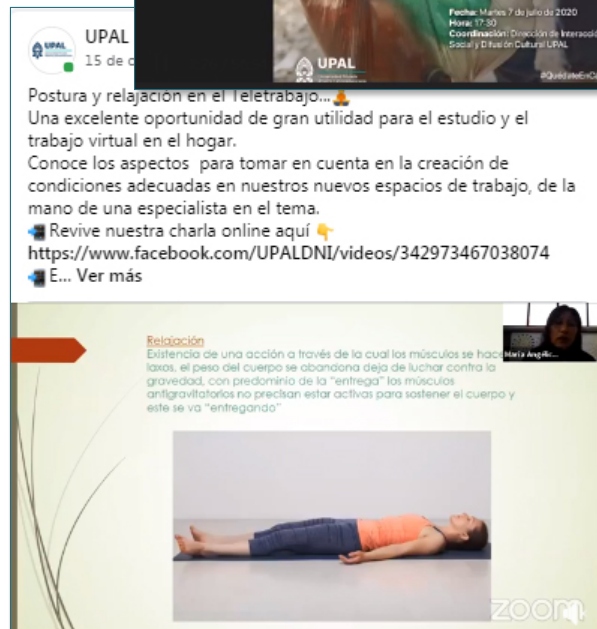 Fecha: Martes 7 de julio de 2020
Hora: 17:30
Coordinación: Dirección de Interacció
Social y Difusión Cultural UPAL
UPAL
#QuédateEnCa
UPAL
UPAL
15 de
Postura y relajación en el Teletrabajo...
Una excelente oportunidad de gran utilidad para el estudio y el
trabajo virtual en el hogar.
Conoce los aspectos para tomar en cuenta en la creación de
condiciones adecuadas en nuestros nuevos espacios de trabajo, de la
mano de una especialista en el tema.
Revive nuestra charla online aquí
https://www.facebook.com/UPALDNI/videos/342973467038074
E... Ver más
Relajación
Existencia de una acción a través de la cual los músculos se hace
laxos, el peso del cuerpo se abandona deja de luchar contra la
gravedad, con predominio de la "entrega" los músculos
antigravitatorios no precisan estar activas para sostener el cuerpo y
este se va "entregando"
María Angélic...
zoom